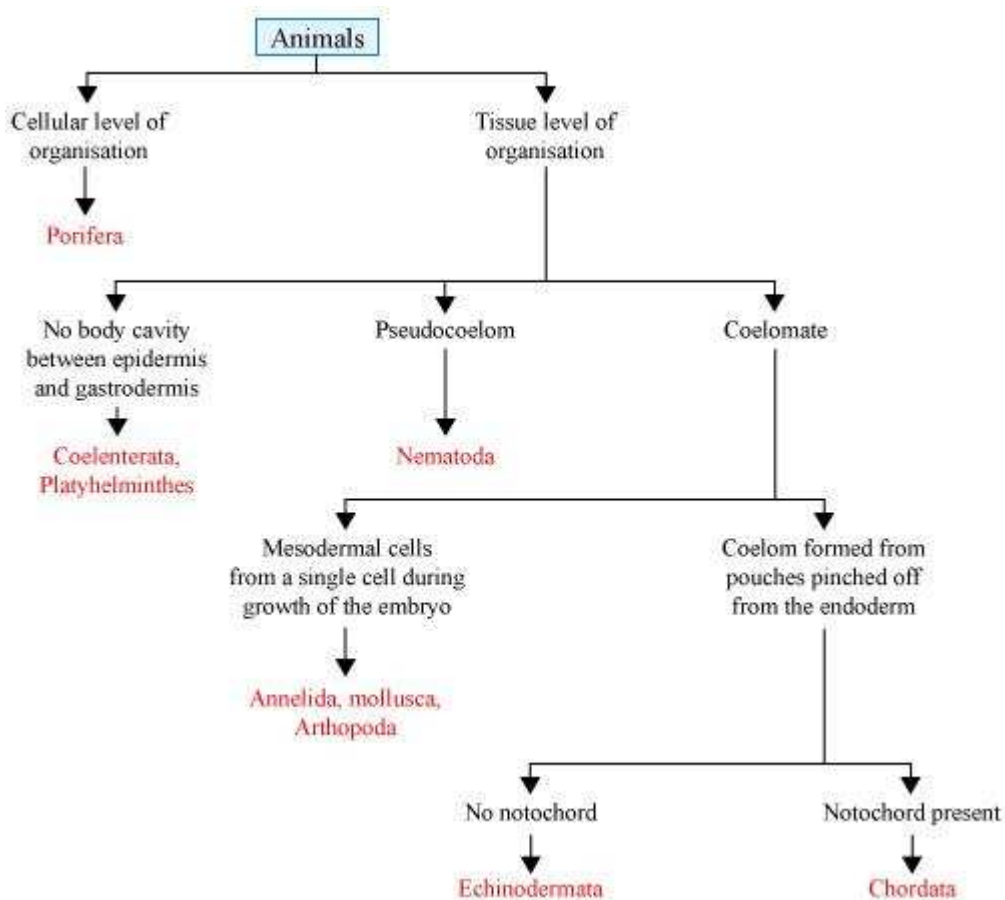 Animals
Cellular level of
organisation
Tissue level of
organisation
Porifera
No body cavity
between epidermis
and gastrodermis
Pseudocoelom
Coelomate
Coelenterata,
Platyhelminthes
Nematoda
Mesodermal cells
from a single cell during
growth of the embryo
Coelom formed from
pouches pinched off
from the endoderm
Annelida, mollusca,
Arthopoda
No notochord
Notochord present
Echinodermata
Chordata